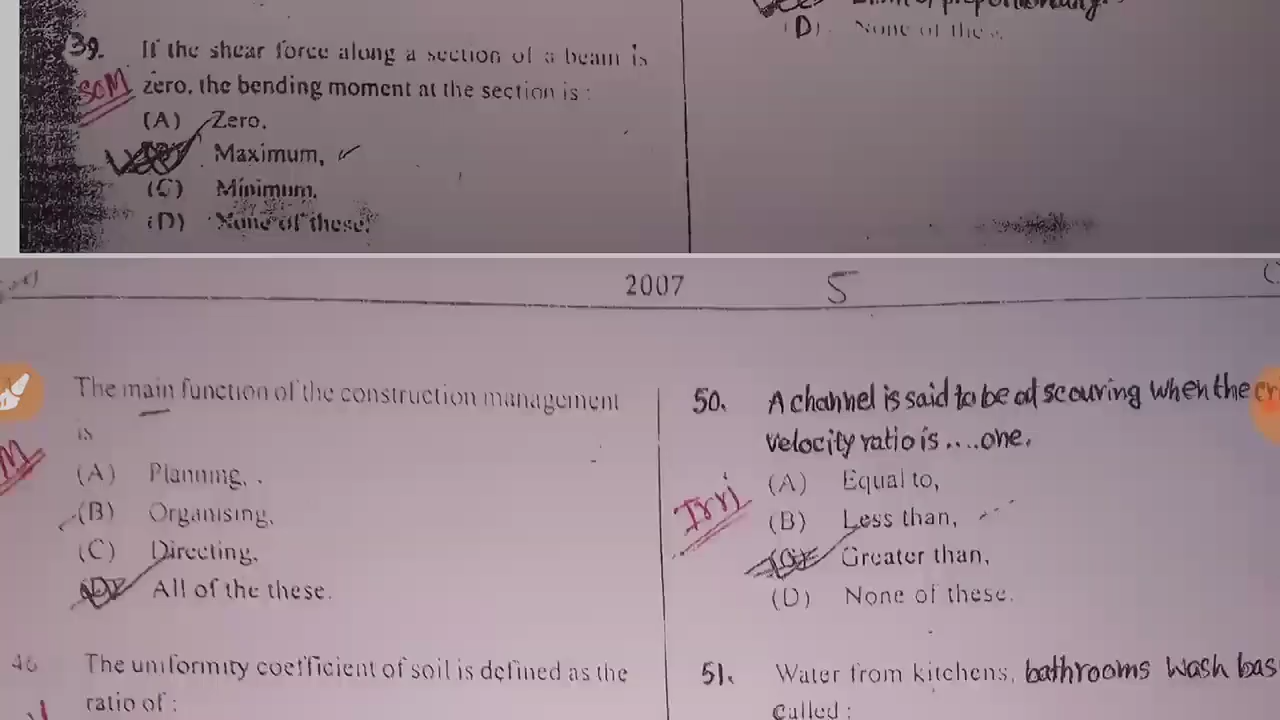 39. If the shear force along a section of a beam is
SOM zero, the bending moment at the section is :
(A) Zero,
Maximum,
(C) Minimum,
(D) None of these.
(D) None of these.
2007 5
The main function of the construction management
is
M
(A) Planning,
(B) Organising,
(C) Directing,
(D) All of the these.
46 The uniformity coefficient of soil is defined as the
ratio of :
50. A channel is said to be at scouring when the
velocity ratio is ....one.
Irri
(A) Equal to,
(B) Less than,
(C) Greater than,
(D) None of these.
51. Water from kitchens, bathrooms wash bas
called :